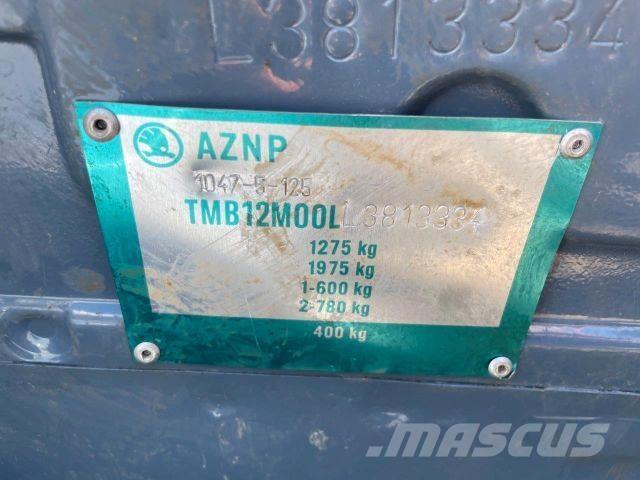 L3813334
AZNP
1047-5-125
TMB12M00LL3813334
1275 kg
1975 kg
1-600 kg
2-780 kg
400 kg
MASCUS